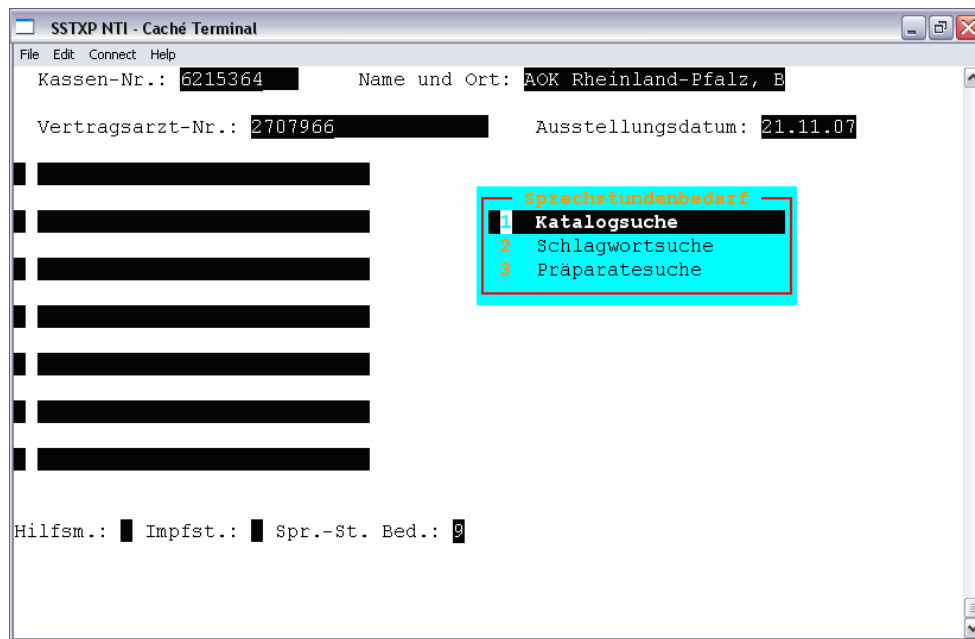 SSTXP NTI - Caché Terminal
File Edit Connect Help
Kassen-Nr.: 6215364 Name und Ort: AOK Rheinland-Pfalz, B
Vertragsarzt-Nr.: 2707966 Ausstellungsdatum: 21.11.07
Sprechstundenbedarf
1 Katalogsuche
2 Schlagwortsuche
3 Präparatesuche
Hilfsm.: Impfst.: Spr.-St. Bed.: 9